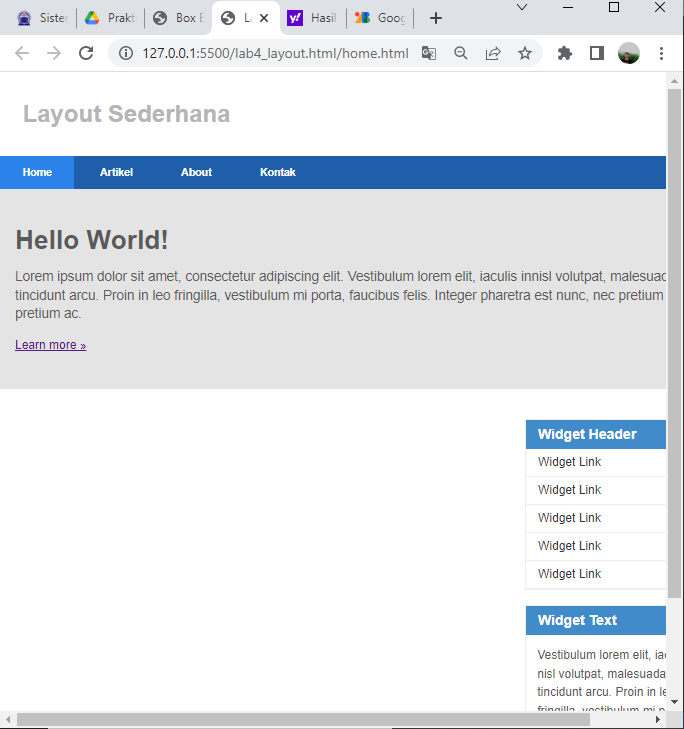 Sister
Prakt
Box E
La
Hasil
Goog
127.0.0.1:5500/lab4_layout.html/home.html
Layout Sederhana
Home Artikel About Kontak
Hello World!
Lorem ipsum dolor sit amet, consectetur adipiscing elit. Vestibulum lorem elit, iaculis innisl volutpat, malesuac
tincidunt arcu. Proin in leo fringilla, vestibulum mi porta, faucibus felis. Integer pharetra est nunc, nec pretium
pretium ac.
Learn more »
Widget Header
Widget Link
Widget Link
Widget Link
Widget Link
Widget Link
Widget Text
Vestibulum lorem elit, ia
nisl volutpat, malesuada
tincidunt arcu. Proin in le
fringilla, vestibulum mi p